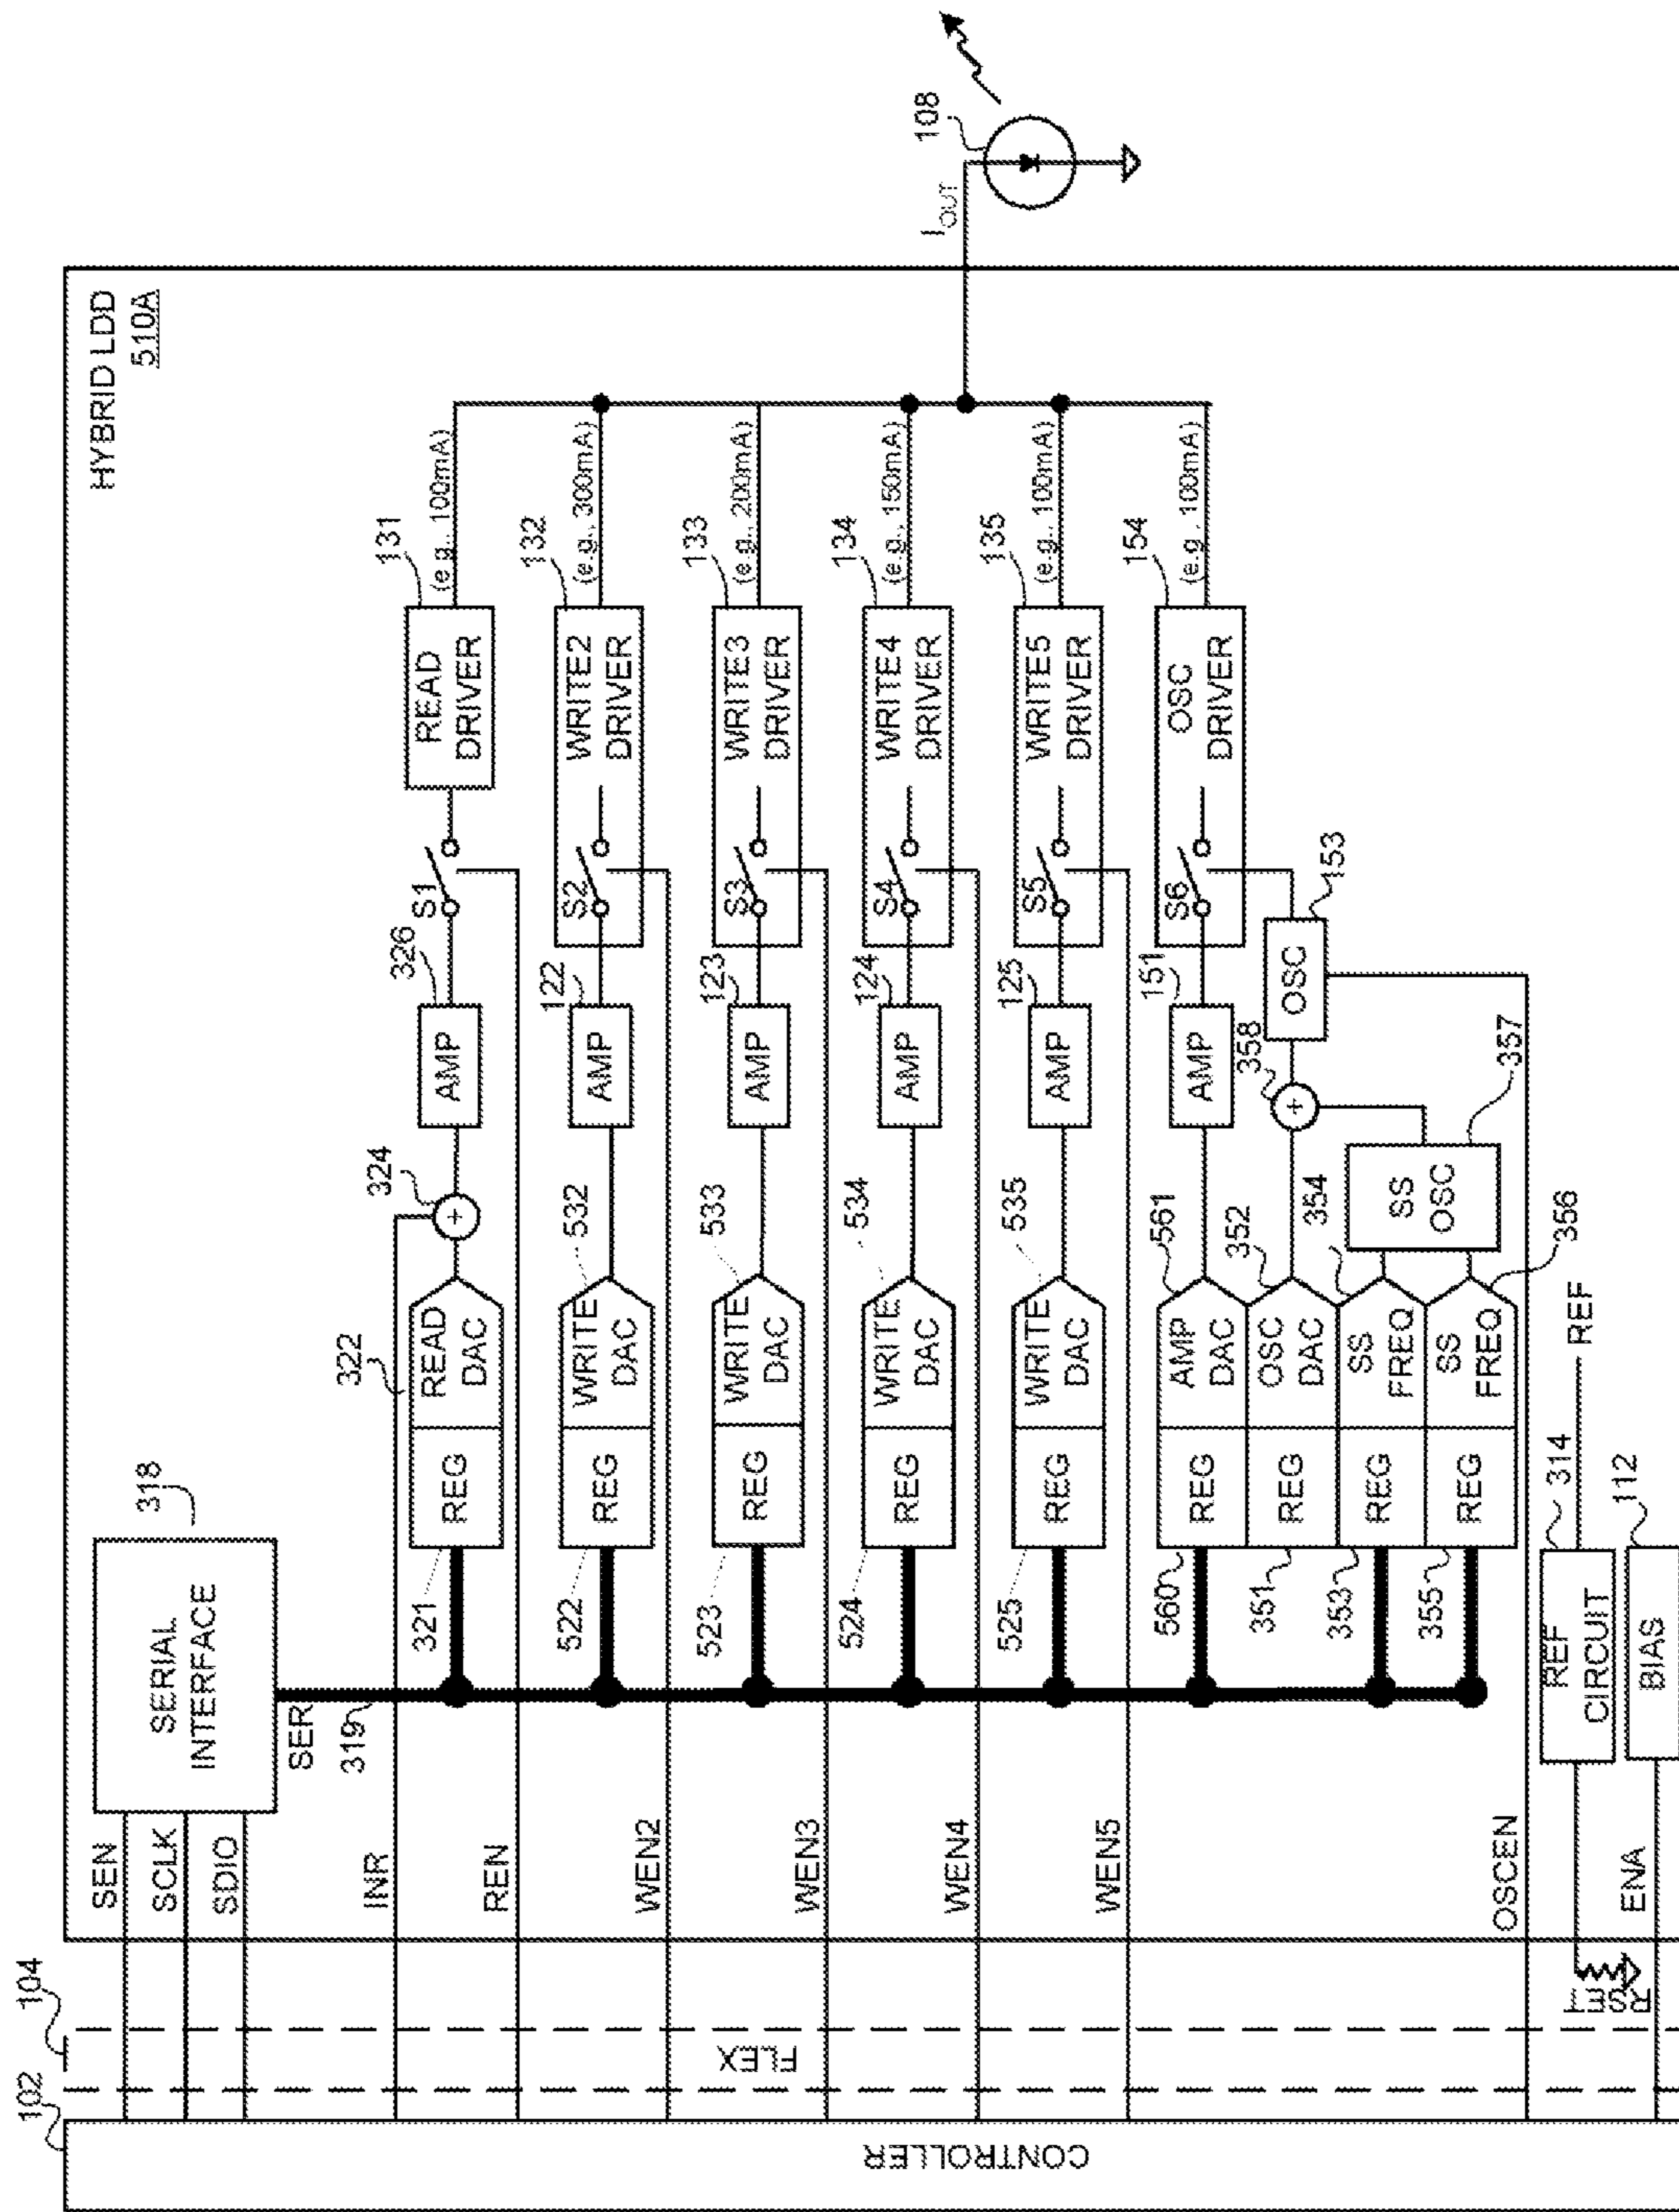 HYBRID LDD
510A
102
104
CONTROLLER
FLEX
SEN
SCLK
SDIO
SERIAL
INTERFACE
318
SER
319
INR
REN
321
REG
READ
DAC
322
324
+
AMP
326
S1
READ
DRIVER
131
(e.g., 100mA)
WEN2
522
REG
WRITE
DAC
532
AMP
122
S2
WRITE2
DRIVER
132
(e.g., 300mA)
WEN3
523
REG
WRITE
DAC
533
AMP
123
S3
WRITE3
DRIVER
133
(e.g., 200mA)
WEN4
524
REG
WRITE
DAC
534
AMP
124
S4
WRITE4
DRIVER
134
(e.g., 150mA)
WEN5
525
REG
WRITE
DAC
535
AMP
125
S5
WRITE5
DRIVER
135
(e.g., 100mA)
560
REG
AMP
DAC
561
AMP
151
S6
OSC
DRIVER
154
(e.g., 100mA)
351
REG
OSC
DAC
352
+
358
OSC
153
353
REG
SS
FREQ
354
SS
OSC
357
355
REG
SS
FREQ
356
OSCEN
RSET
REF
CIRCUIT
314
REF
ENA
BIAS
112
IOUT
108